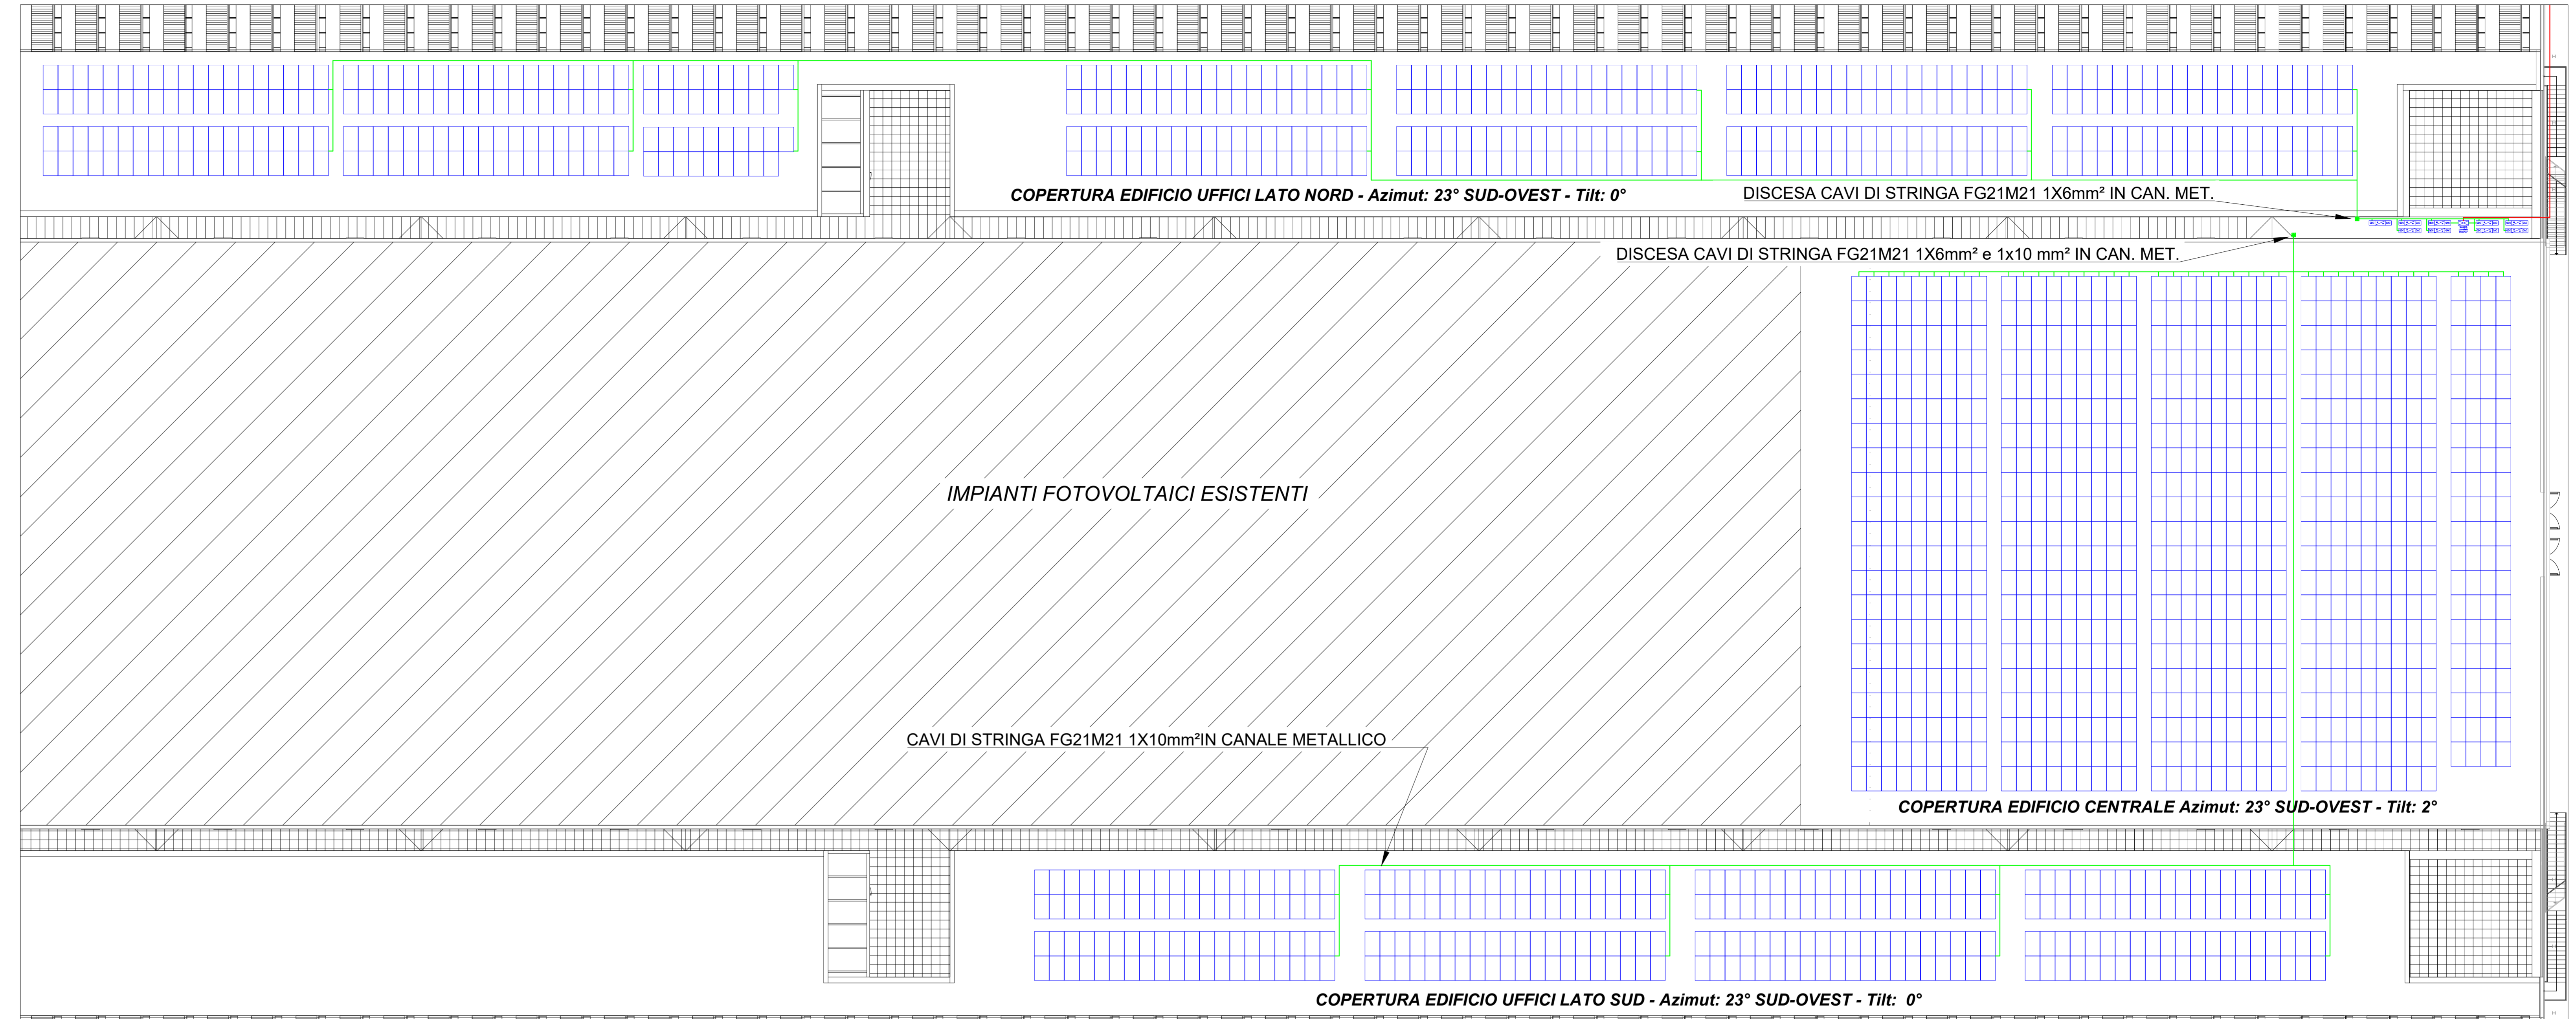 COPERTURA EDIFICIO UFFICI LATO NORD - Azimut: 23° SUD-OVEST - Tilt: 0°
DISCESA CAVI DI STRINGA FG21M21 1X6mm² IN CAN. MET.
DISCESA CAVI DI STRINGA FG21M21 1X6mm² e 1x10 mm² IN CAN. MET.
IMPIANTI FOTOVOLTAICI ESISTENTI
CAVI DI STRINGA FG21M21 1X10mm²IN CANALE METALLICO
COPERTURA EDIFICIO CENTRALE Azimut: 23° SUD-OVEST - Tilt: 2°
COPERTURA EDIFICIO UFFICI LATO SUD - Azimut: 23° SUD-OVEST - Tilt: 0°